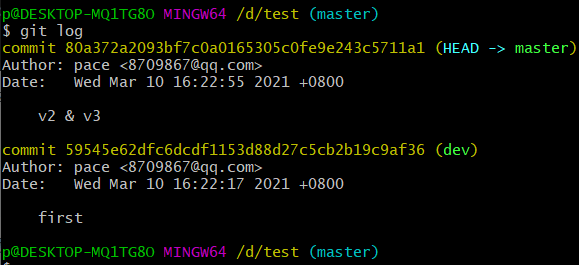 p@DESKTOP-MQ1TG8O MINGW64 /d/test (master)
$ git log
commit 80a372a2093bf7c0a0165305c0fe9e243c5711a1 (HEAD -> master)
Author: pace <8709867@qq.com>
Date:   Wed Mar 10 16:22:55 2021 +0800
v2 & v3
commit 59545e62dfc6dcdf1153d88d27c5cb2b19c9af36 (dev)
Author: pace <8709867@qq.com>
Date:   Wed Mar 10 16:22:17 2021 +0800
first
p@DESKTOP-MQ1TG8O MINGW64 /d/test (master)